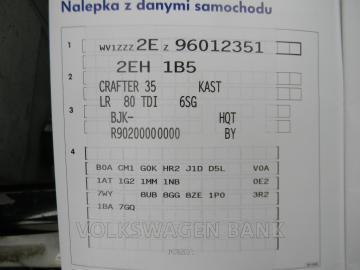 Nalepka z danymi samochodu
1 WV1ZZZ 2E Z 96012351
2EH 1B5
2
CRAFTER 35 KAST
LR 80 TDI 6SG
3 BJK- HQT
R90200000000 BY
4
B0A CM1 G0K HR2 J1D D5L V0A
1AT 1G2 1MM 1NB 0E2
7WY 8UB 8GG 8ZE 1P0 3R2
1BA 7GQ
VOLKSWAGEN BANK